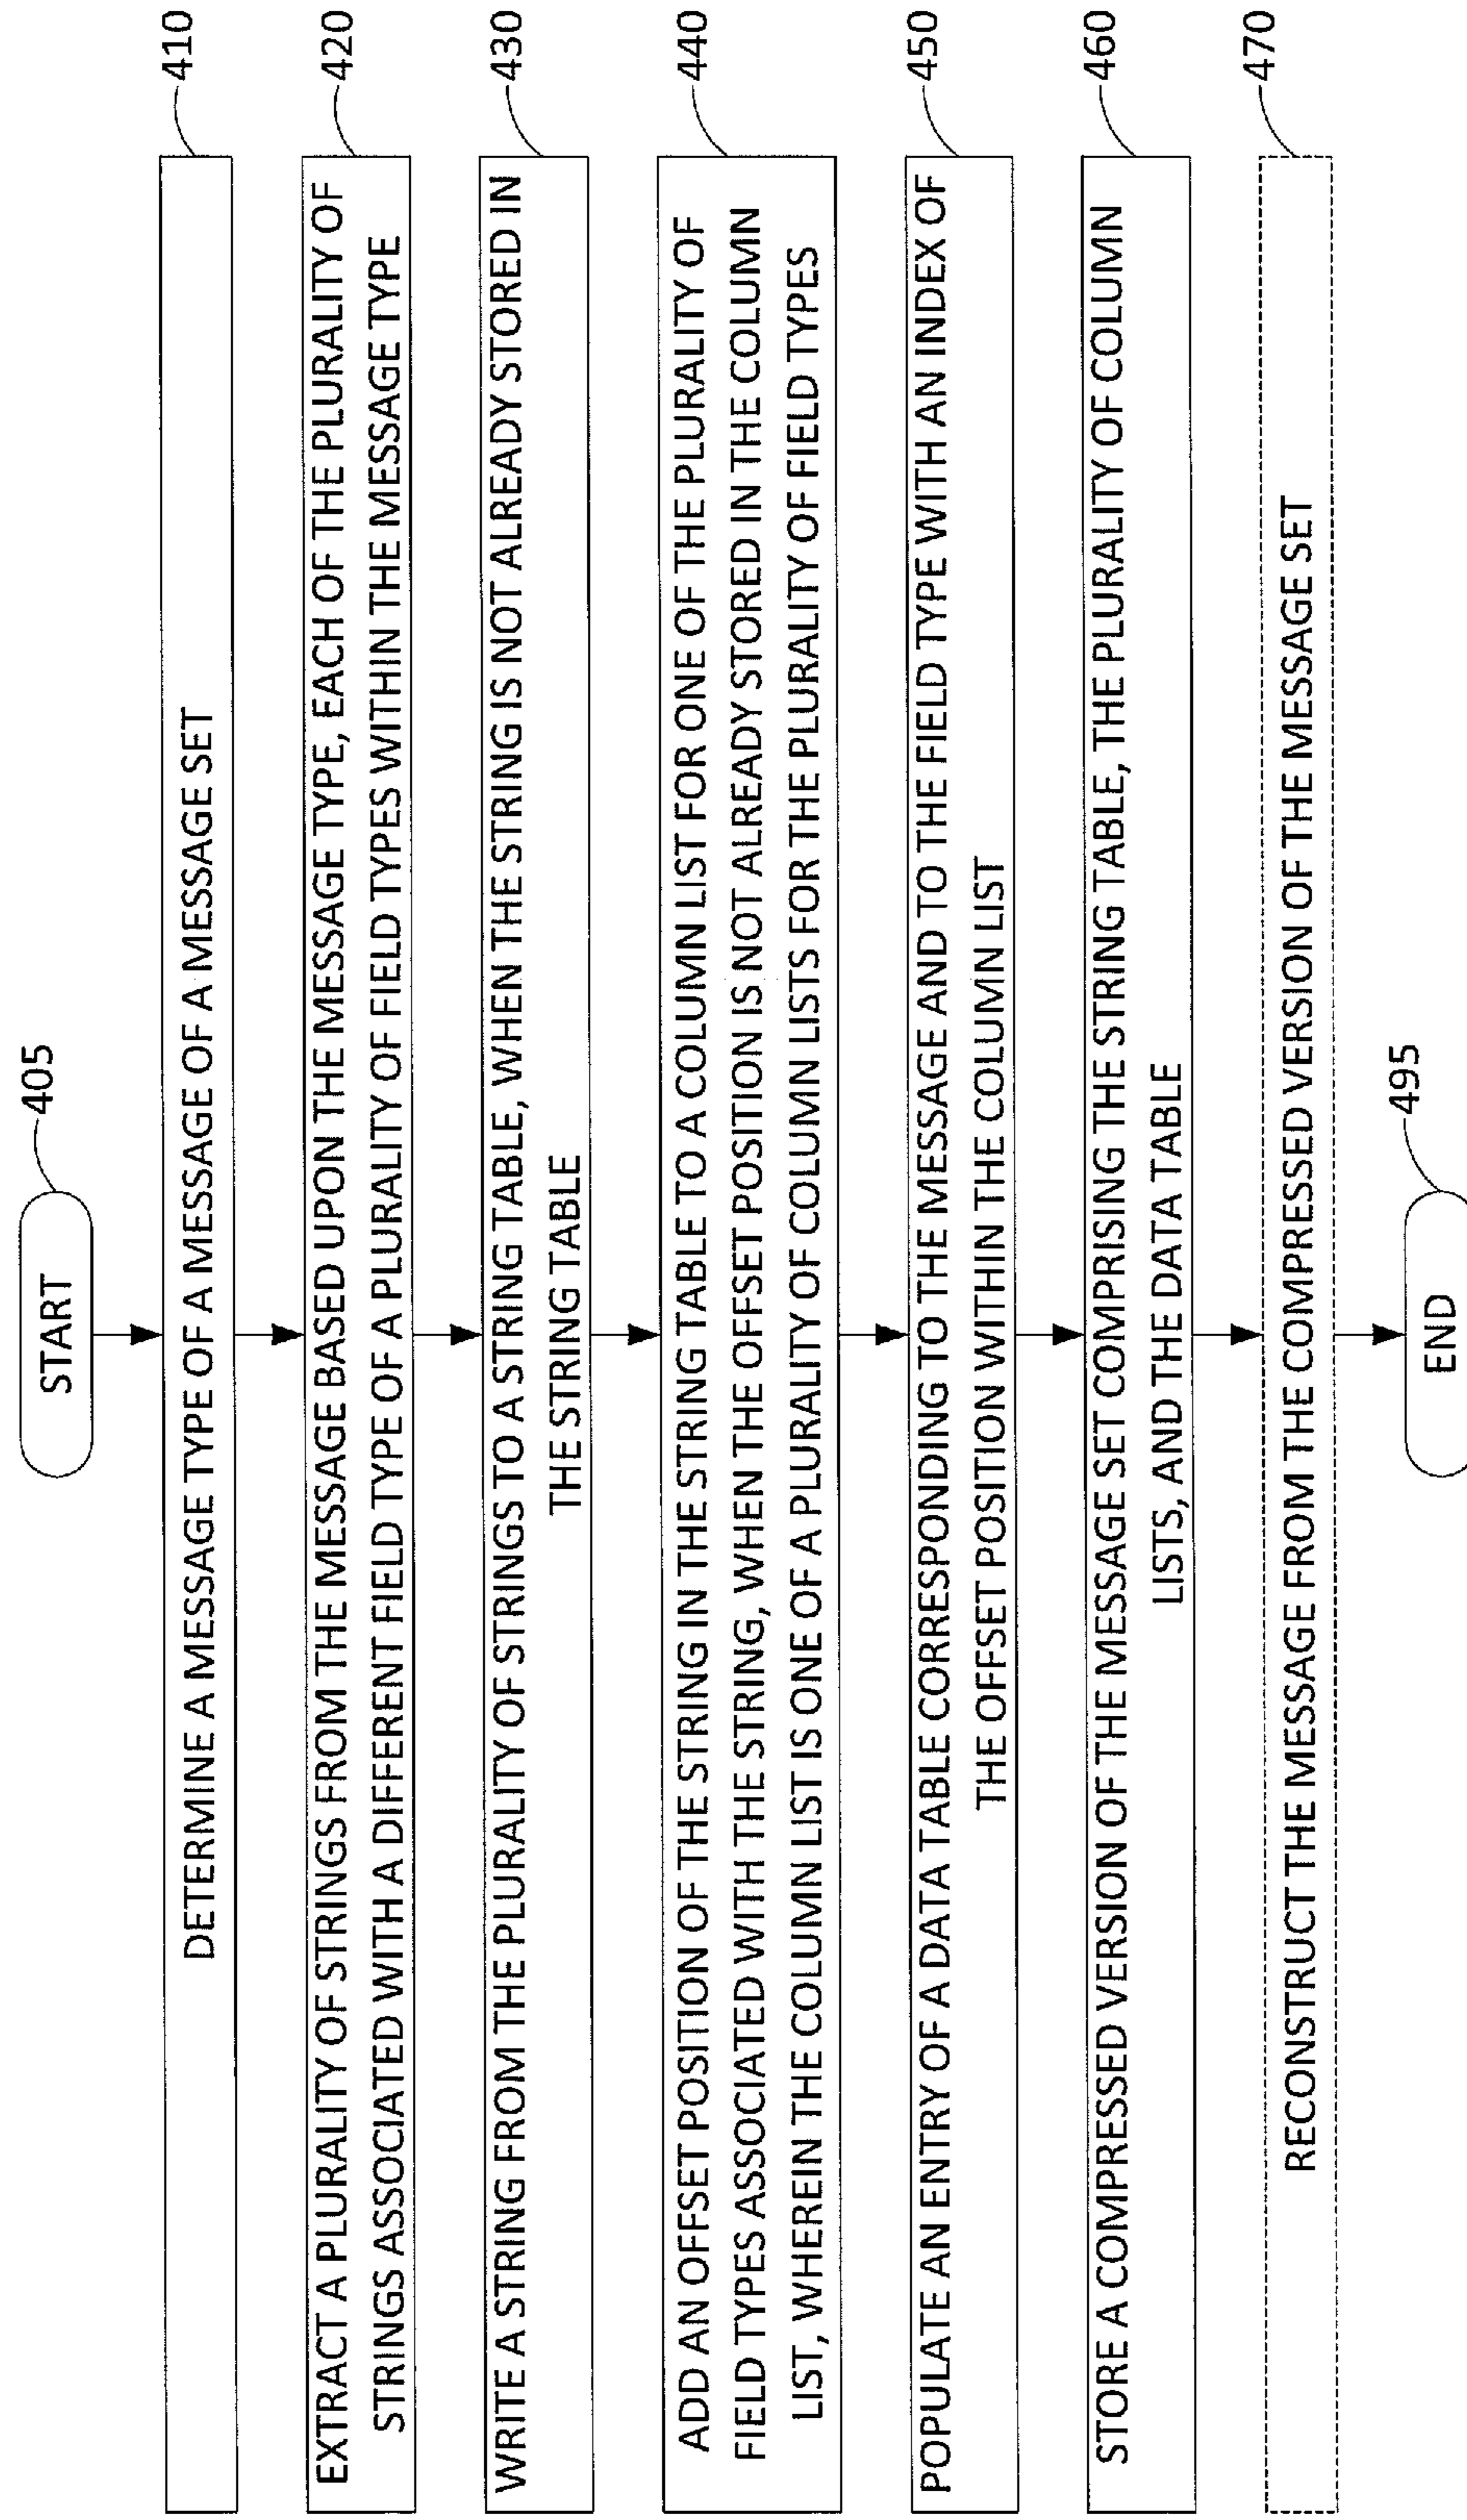 START
405
DETERMINE A MESSAGE TYPE OF A MESSAGE OF A MESSAGE SET
410
EXTRACT A PLURALITY OF STRINGS FROM THE MESSAGE BASED UPON THE MESSAGE TYPE, EACH OF THE PLURALITY OF
STRINGS ASSOCIATED WITH A DIFFERENT FIELD TYPE OF A PLURALITY OF FIELD TYPES WITHIN THE MESSAGE TYPE
420
WRITE A STRING FROM THE PLURALITY OF STRINGS TO A STRING TABLE, WHEN THE STRING IS NOT ALREADY STORED IN
THE STRING TABLE
430
ADD AN OFFSET POSITION OF THE STRING IN THE STRING TABLE TO A COLUMN LIST FOR ONE OF THE PLURALITY OF
FIELD TYPES ASSOCIATED WITH THE STRING, WHEN THE OFFSET POSITION IS NOT ALREADY STORED IN THE COLUMN
LIST, WHEREIN THE COLUMN LIST IS ONE OF A PLURALITY OF COLUMN LISTS FOR THE PLURALITY OF FIELD TYPES
440
POPULATE AN ENTRY OF A DATA TABLE CORRESPONDING TO THE MESSAGE AND TO THE FIELD TYPE WITH AN INDEX OF
THE OFFSET POSITION WITHIN THE COLUMN LIST
450
STORE A COMPRESSED VERSION OF THE MESSAGE SET COMPRISING THE STRING TABLE, THE PLURALITY OF COLUMN
LISTS, AND THE DATA TABLE
460
RECONSTRUCT THE MESSAGE FROM THE COMPRESSED VERSION OF THE MESSAGE SET
470
END
495